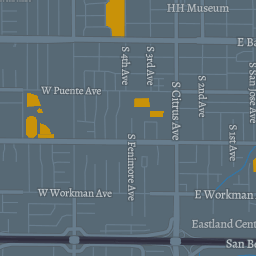 HH Museum
E Ba
S 4th Ave
S 3rd Ave
S Citrus Ave
S 2nd Ave
S San Jose Ave
W Puente Ave
S Fenimore Ave
S 1st Ave
W Workman Ave
E Workman
Eastland Cent
San Be